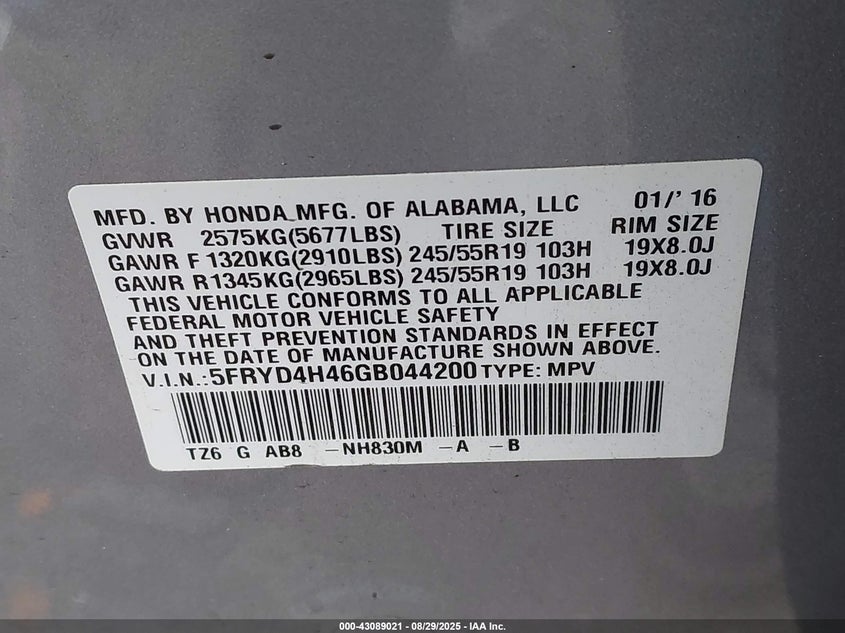 MFD. BY HONDA MFG. OF ALABAMA, LLC 01/' 16
GVWR 2575KG(5677LBS) TIRE SIZE RIM SIZE
GAWR F 1320KG(2910LBS) 245/55R19 103H 19X8.0J
GAWR R1345KG(2965LBS) 245/55R19 103H 19X8.0J
THIS VEHICLE CONFORMS TO ALL APPLICABLE
FEDERAL MOTOR VEHICLE SAFETY
AND THEFT PREVENTION STANDARDS IN EFFECT
ON THE DATE OF MANUFACTURE SHOWN ABOVE.
V.I.N.:5FRYD4H46GB044200 TYPE: MPV
TZ6 G AB8 -NH830M -A -B
000-43089021 - 08/29/2025 - IAA Inc.